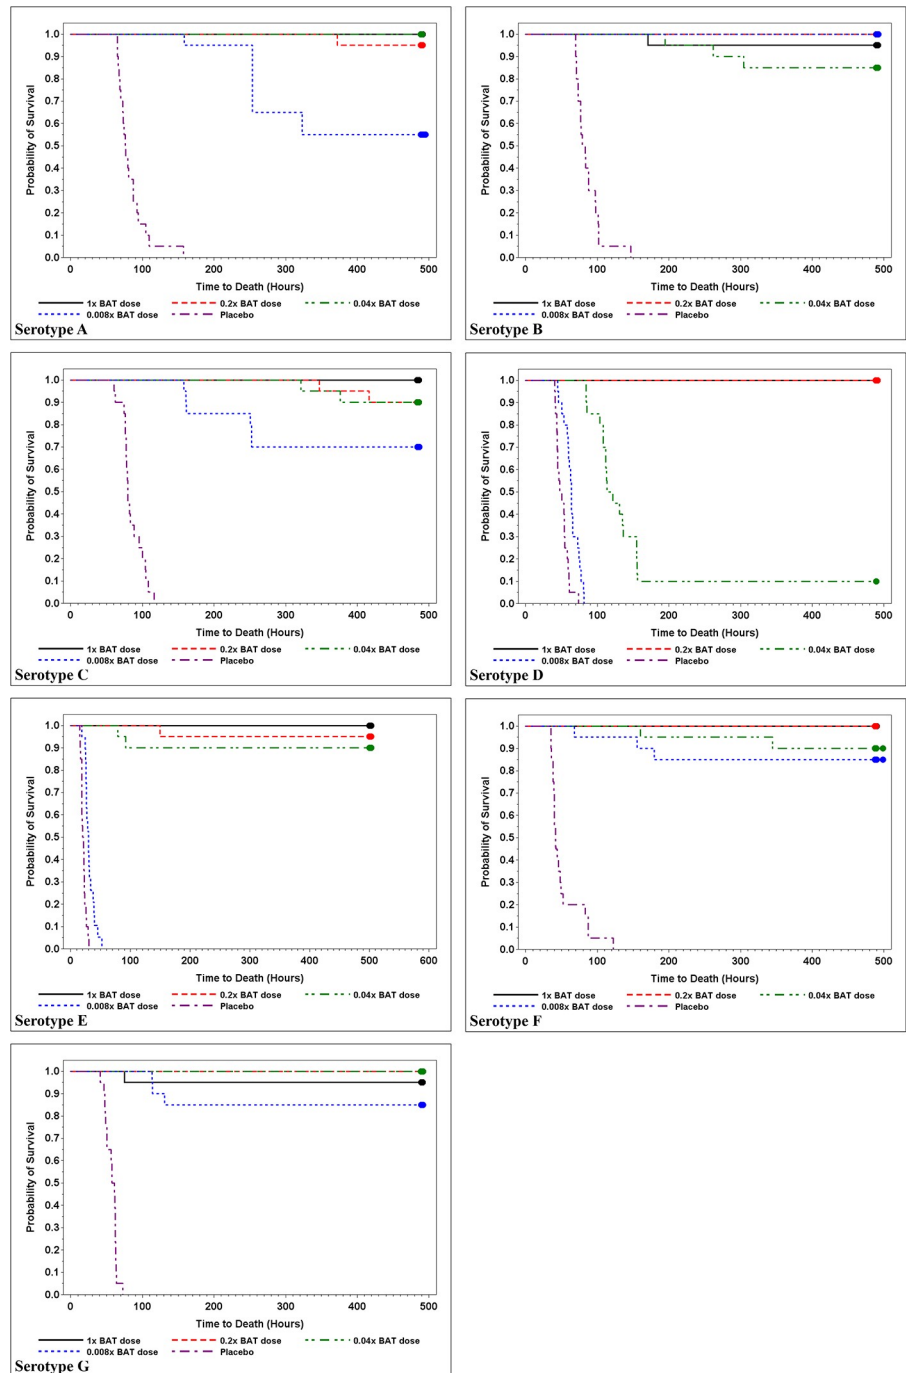 1.0
0.9
0.8
0.7
0.6
0.5
0.4
0.3
0.2
0.1
0.0
Probability of Survival
0 100 200 300 400 500
Time to Death (Hours)
1x BAT dose 0.2x BAT dose 0.04x BAT dose
0.008x BAT dose Placebo
Serotype A
1.0
0.9
0.8
0.7
0.6
0.5
0.4
0.3
0.2
0.1
0.0
Probability of Survival
0 100 200 300 400 500
Time to Death (Hours)
1x BAT dose 0.2x BAT dose 0.04x BAT dose
0.008x BAT dose Placebo
Serotype B
1.0
0.9
0.8
0.7
0.6
0.5
0.4
0.3
0.2
0.1
0.0
Probability of Survival
0 100 200 300 400 500
Time to Death (Hours)
1x BAT dose 0.2x BAT dose 0.04x BAT dose
0.008x BAT dose Placebo
Serotype C
1.0
0.9
0.8
0.7
0.6
0.5
0.4
0.3
0.2
0.1
0.0
Probability of Survival
0 100 200 300 400 500
Time to Death (Hours)
1x BAT dose 0.2x BAT dose 0.04x BAT dose
0.008x BAT dose Placebo
Serotype D
1.0
0.9
0.8
0.7
0.6
0.5
0.4
0.3
0.2
0.1
0.0
Probability of Survival
0 100 200 300 400 500 600
Time to Death (Hours)
1x BAT dose 0.2x BAT dose 0.04x BAT dose
0.008x BAT dose Placebo
Serotype E
1.0
0.9
0.8
0.7
0.6
0.5
0.4
0.3
0.2
0.1
0.0
Probability of Survival
0 100 200 300 400 500
Time to Death (Hours)
1x BAT dose 0.2x BAT dose 0.04x BAT dose
0.008x BAT dose Placebo
Serotype F
1.0
0.9
0.8
0.7
0.6
0.5
0.4
0.3
0.2
0.1
0.0
Probability of Survival
0 100 200 300 400 500
Time to Death (Hours)
1x BAT dose 0.2x BAT dose 0.04x BAT dose
0.008x BAT dose Placebo
Serotype G